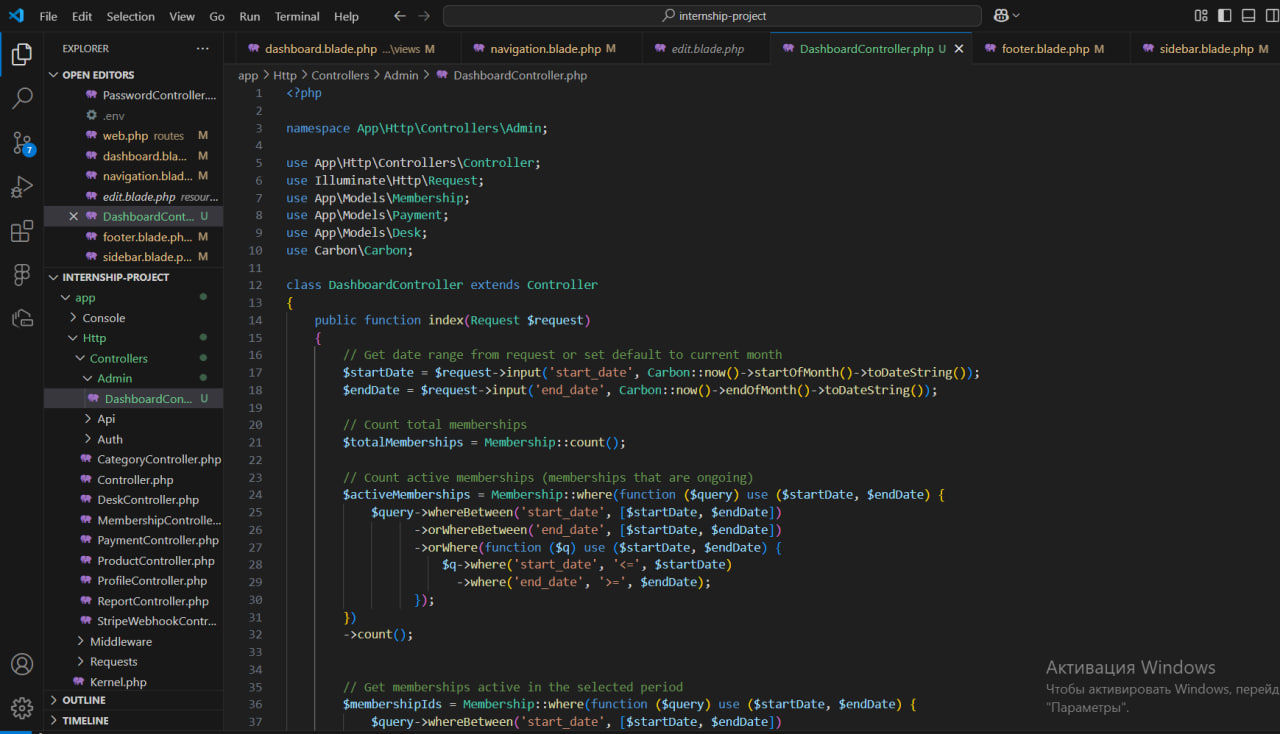 File Edit Selection View Go Run Terminal Help
internship-project
EXPLORER
dashboard.blade.php ...\views M
navigation.blade.php M
edit.blade.php
DashboardController.php U
footer.blade.php M
sidebar.blade.php M
app > Http > Controllers > Admin > DashboardController.php
OPEN EDITORS
PasswordController....
.env
web.php routes M
dashboard.bla... M
navigation.blad... M
edit.blade.php resour...
DashboardCont... U
footer.blade.ph... M
sidebar.blade.p... M
INTERNSHIP-PROJECT
app
Console
Http
Controllers
Admin
DashboardCon... U
Api
Auth
CategoryController.php
Controller.php
DeskController.php
MembershipControlle...
PaymentController.php
ProductController.php
ProfileController.php
ReportController.php
StripeWebhookContr...
Middleware
Requests
Kernel.php
OUTLINE
TIMELINE
7
1 <?php
2
3 namespace App\Http\Controllers\Admin;
4
5 use App\Http\Controllers\Controller;
6 use Illuminate\Http\Request;
7 use App\Models\Membership;
8 use App\Models\Payment;
9 use App\Models\Desk;
10 use Carbon\Carbon;
11
12 class DashboardController extends Controller
13 {
14 public function index(Request $request)
15 {
16 // Get date range from request or set default to current month
17 $startDate = $request->input('start_date', Carbon::now()->startOfMonth()->toDateString());
18 $endDate = $request->input('end_date', Carbon::now()->endOfMonth()->toDateString());
19
20 // Count total memberships
21 $totalMemberships = Membership::count();
22
23 // Count active memberships (memberships that are ongoing)
24 $activeMemberships = Membership::where(function ($query) use ($startDate, $endDate) {
25 $query->whereBetween('start_date', [$startDate, $endDate])
26 ->orWhereBetween('end_date', [$startDate, $endDate])
27 ->orWhere(function ($q) use ($startDate, $endDate) {
28 $q->where('start_date', '<=', $startDate)
29 ->where('end_date', '>=', $endDate);
30 });
31 })
32 ->count();
33
34
35 // Get memberships active in the selected period
36 $membershipIds = Membership::where(function ($query) use ($startDate, $endDate) {
37 $query->whereBetween('start_date', [$startDate, $endDate])
Активация Windows
Чтобы активировать Windows, перейд
"Параметры".